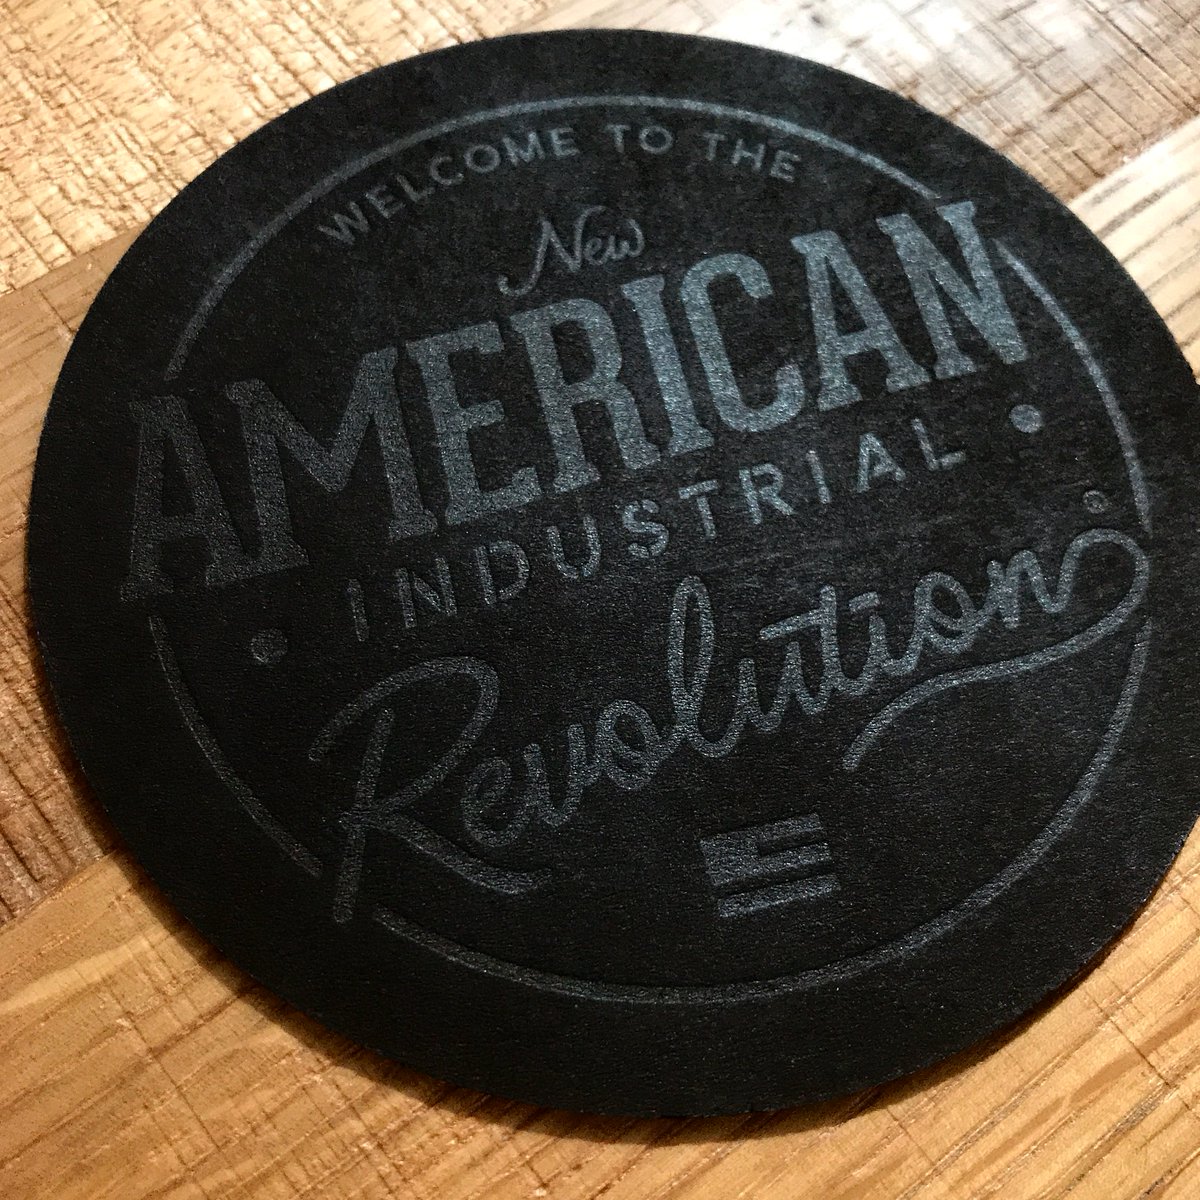 WELCOME TO THE
New
AMERICAN
INDUSTRIAL
Revolution®